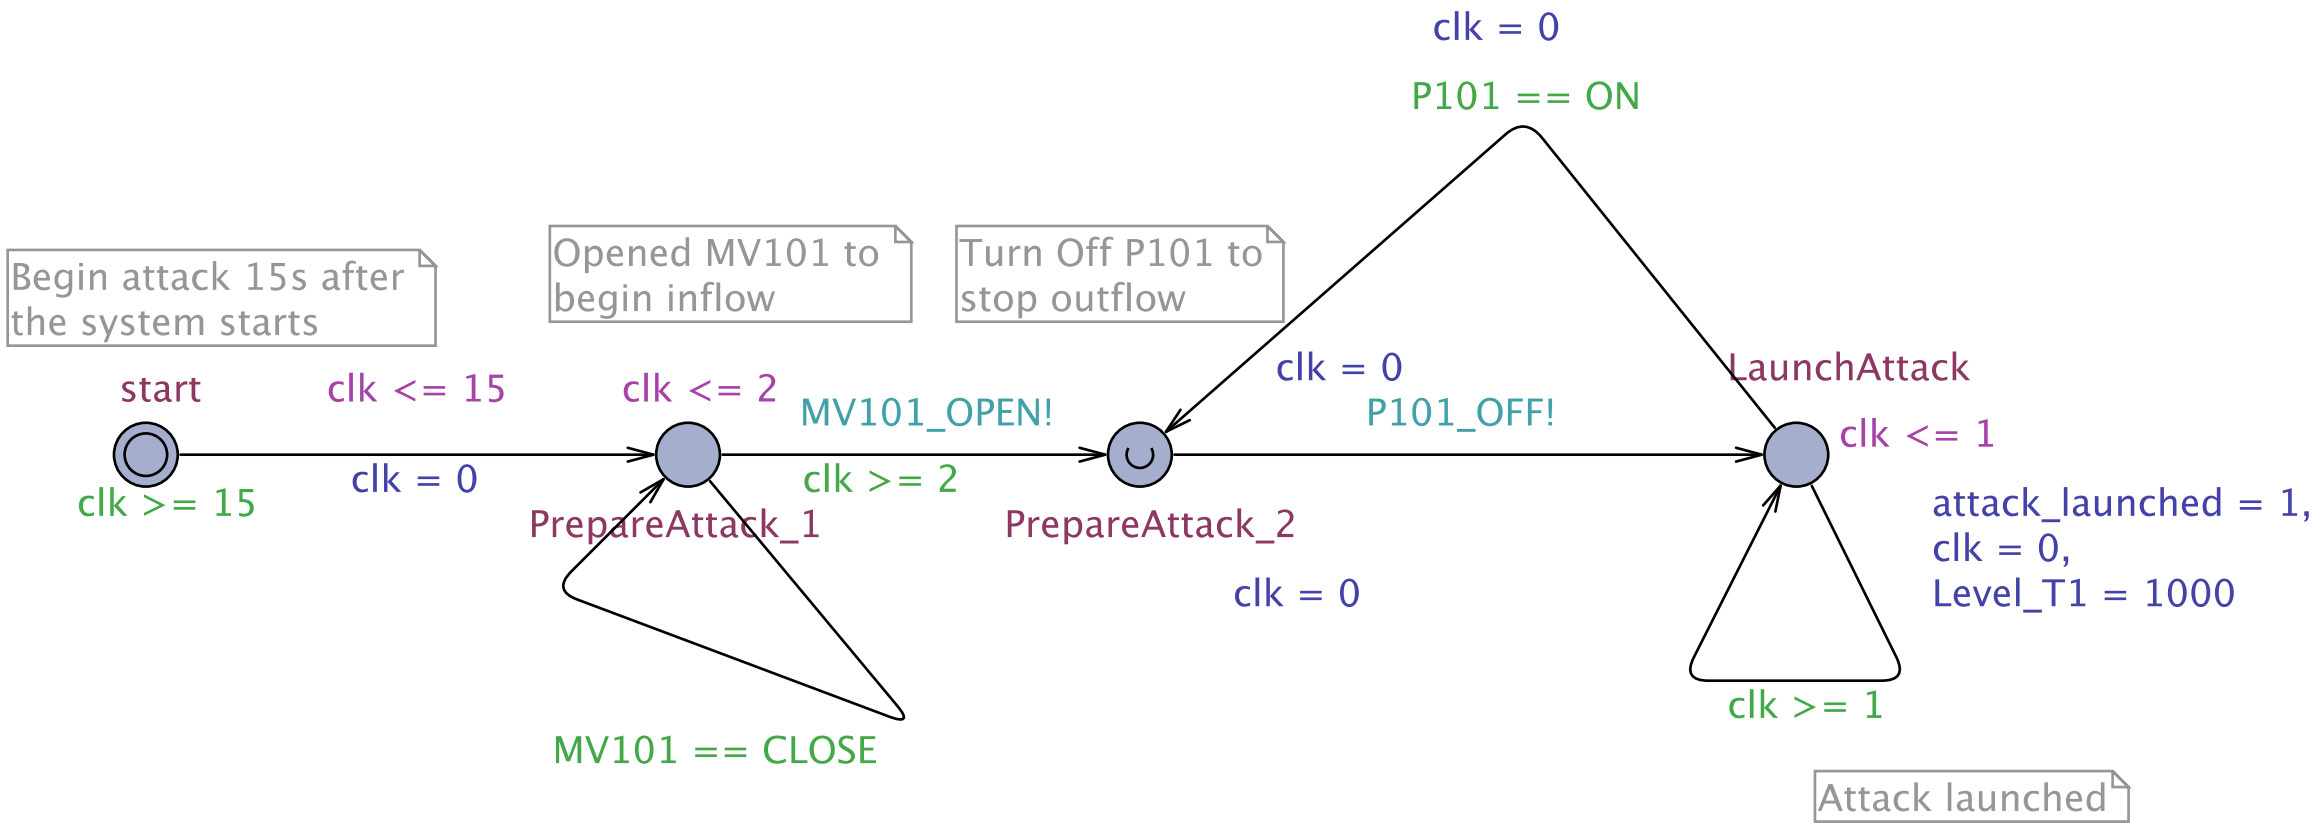 clk = 0
P101 == ON
Begin attack 15s after
the system starts
Opened MV101 to
begin inflow
Turn Off P101 to
stop outflow
start
clk <= 15
clk >= 15
clk = 0
clk <= 2
PrepareAttack_1
MV101_OPEN!
clk >= 2
MV101 == CLOSE
PrepareAttack_2
clk = 0
P101_OFF!
clk = 0
LaunchAttack
clk <= 1
attack_launched = 1,
clk = 0,
Level_T1 = 1000
clk >= 1
Attack launched